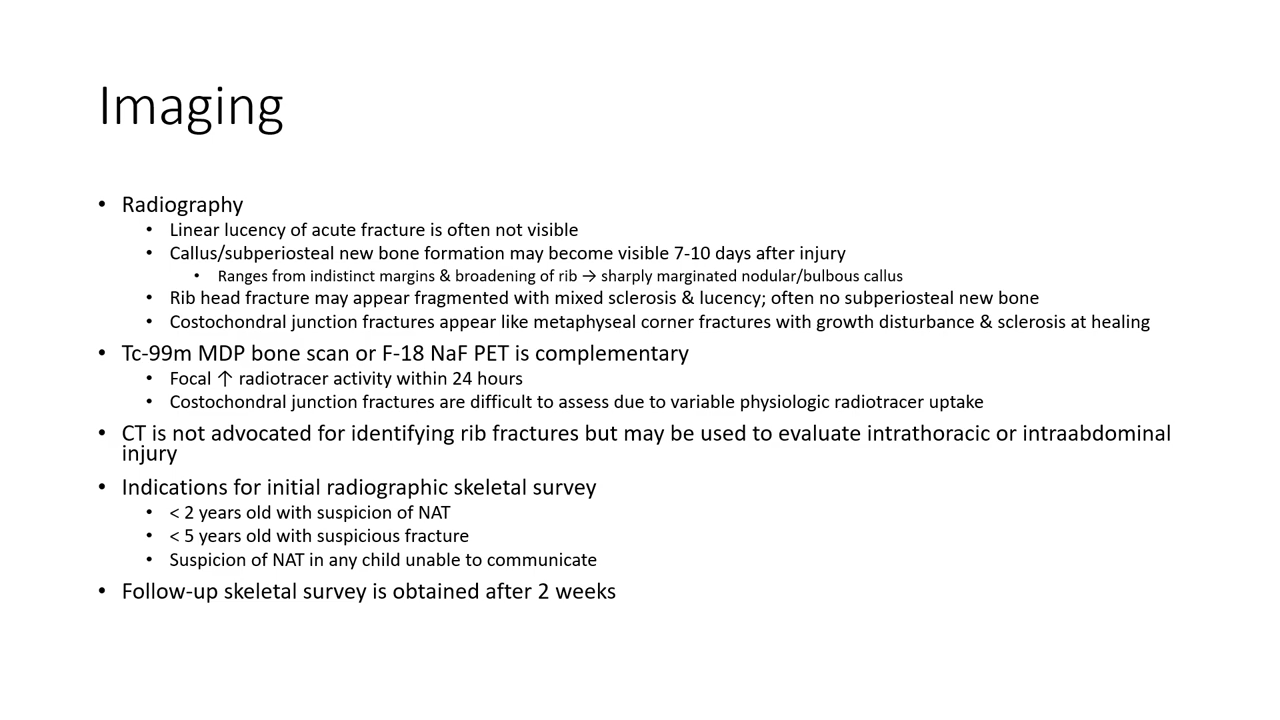 Imaging
• Radiography
• Linear lucency of acute fracture is often not visible
• Callus/subperiosteal new bone formation may become visible 7-10 days after injury
• Ranges from indistinct margins & broadening of rib → sharply marginated nodular/bulbous callus
• Rib head fracture may appear fragmented with mixed sclerosis & lucency; often no subperiosteal new bone
• Costochondral junction fractures appear like metaphyseal corner fractures with growth disturbance & sclerosis at healing
• Tc-99m MDP bone scan or F-18 NaF PET is complementary
• Focal ↑ radiotracer activity within 24 hours
• Costochondral junction fractures are difficult to assess due to variable physiologic radiotracer uptake
• CT is not advocated for identifying rib fractures but may be used to evaluate intrathoracic or intraabdominal
injury
• Indications for initial radiographic skeletal survey
• < 2 years old with suspicion of NAT
• < 5 years old with suspicious fracture
• Suspicion of NAT in any child unable to communicate
• Follow-up skeletal survey is obtained after 2 weeks